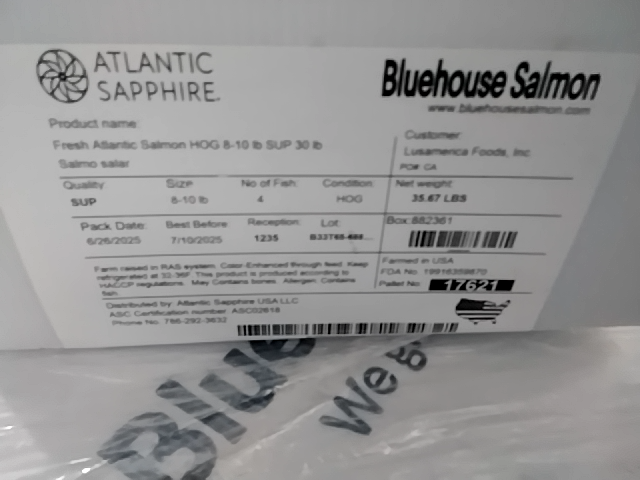 ATLANTIC
SAPPHIRE.
Bluehouse Salmon
www.bluehousesalmon.com
Product name:
Fresh Atlantic Salmon HOG 8-10 lb SUP 30 lb
Salmo salar
Customer
Lusamerica Foods, Inc.
PO#: CA
Quality:
SUP
Size
8-10 lb
No of Fish:
4
Condition:
HOG
Net weight:
35.67 LBS
Pack Date:
6/26/2025
Best Before:
7/10/2025
Reception:
1235
Lot:
Box:882361
Farm raised in RAS system. Color-Enhanced through feed. Keep
refrigerated at 32-36F. This product is produced according to
HACCP regulations. May Contains bones. Allergen: Contains
fish.
Farmed in USA
FDA No: 19916359870
Pallet No: 17621
Distributed by: Atlantic Sapphire USA LLC
ASC Certification number: ASC02618
Phone No: 786-292-3632
Blue
We g